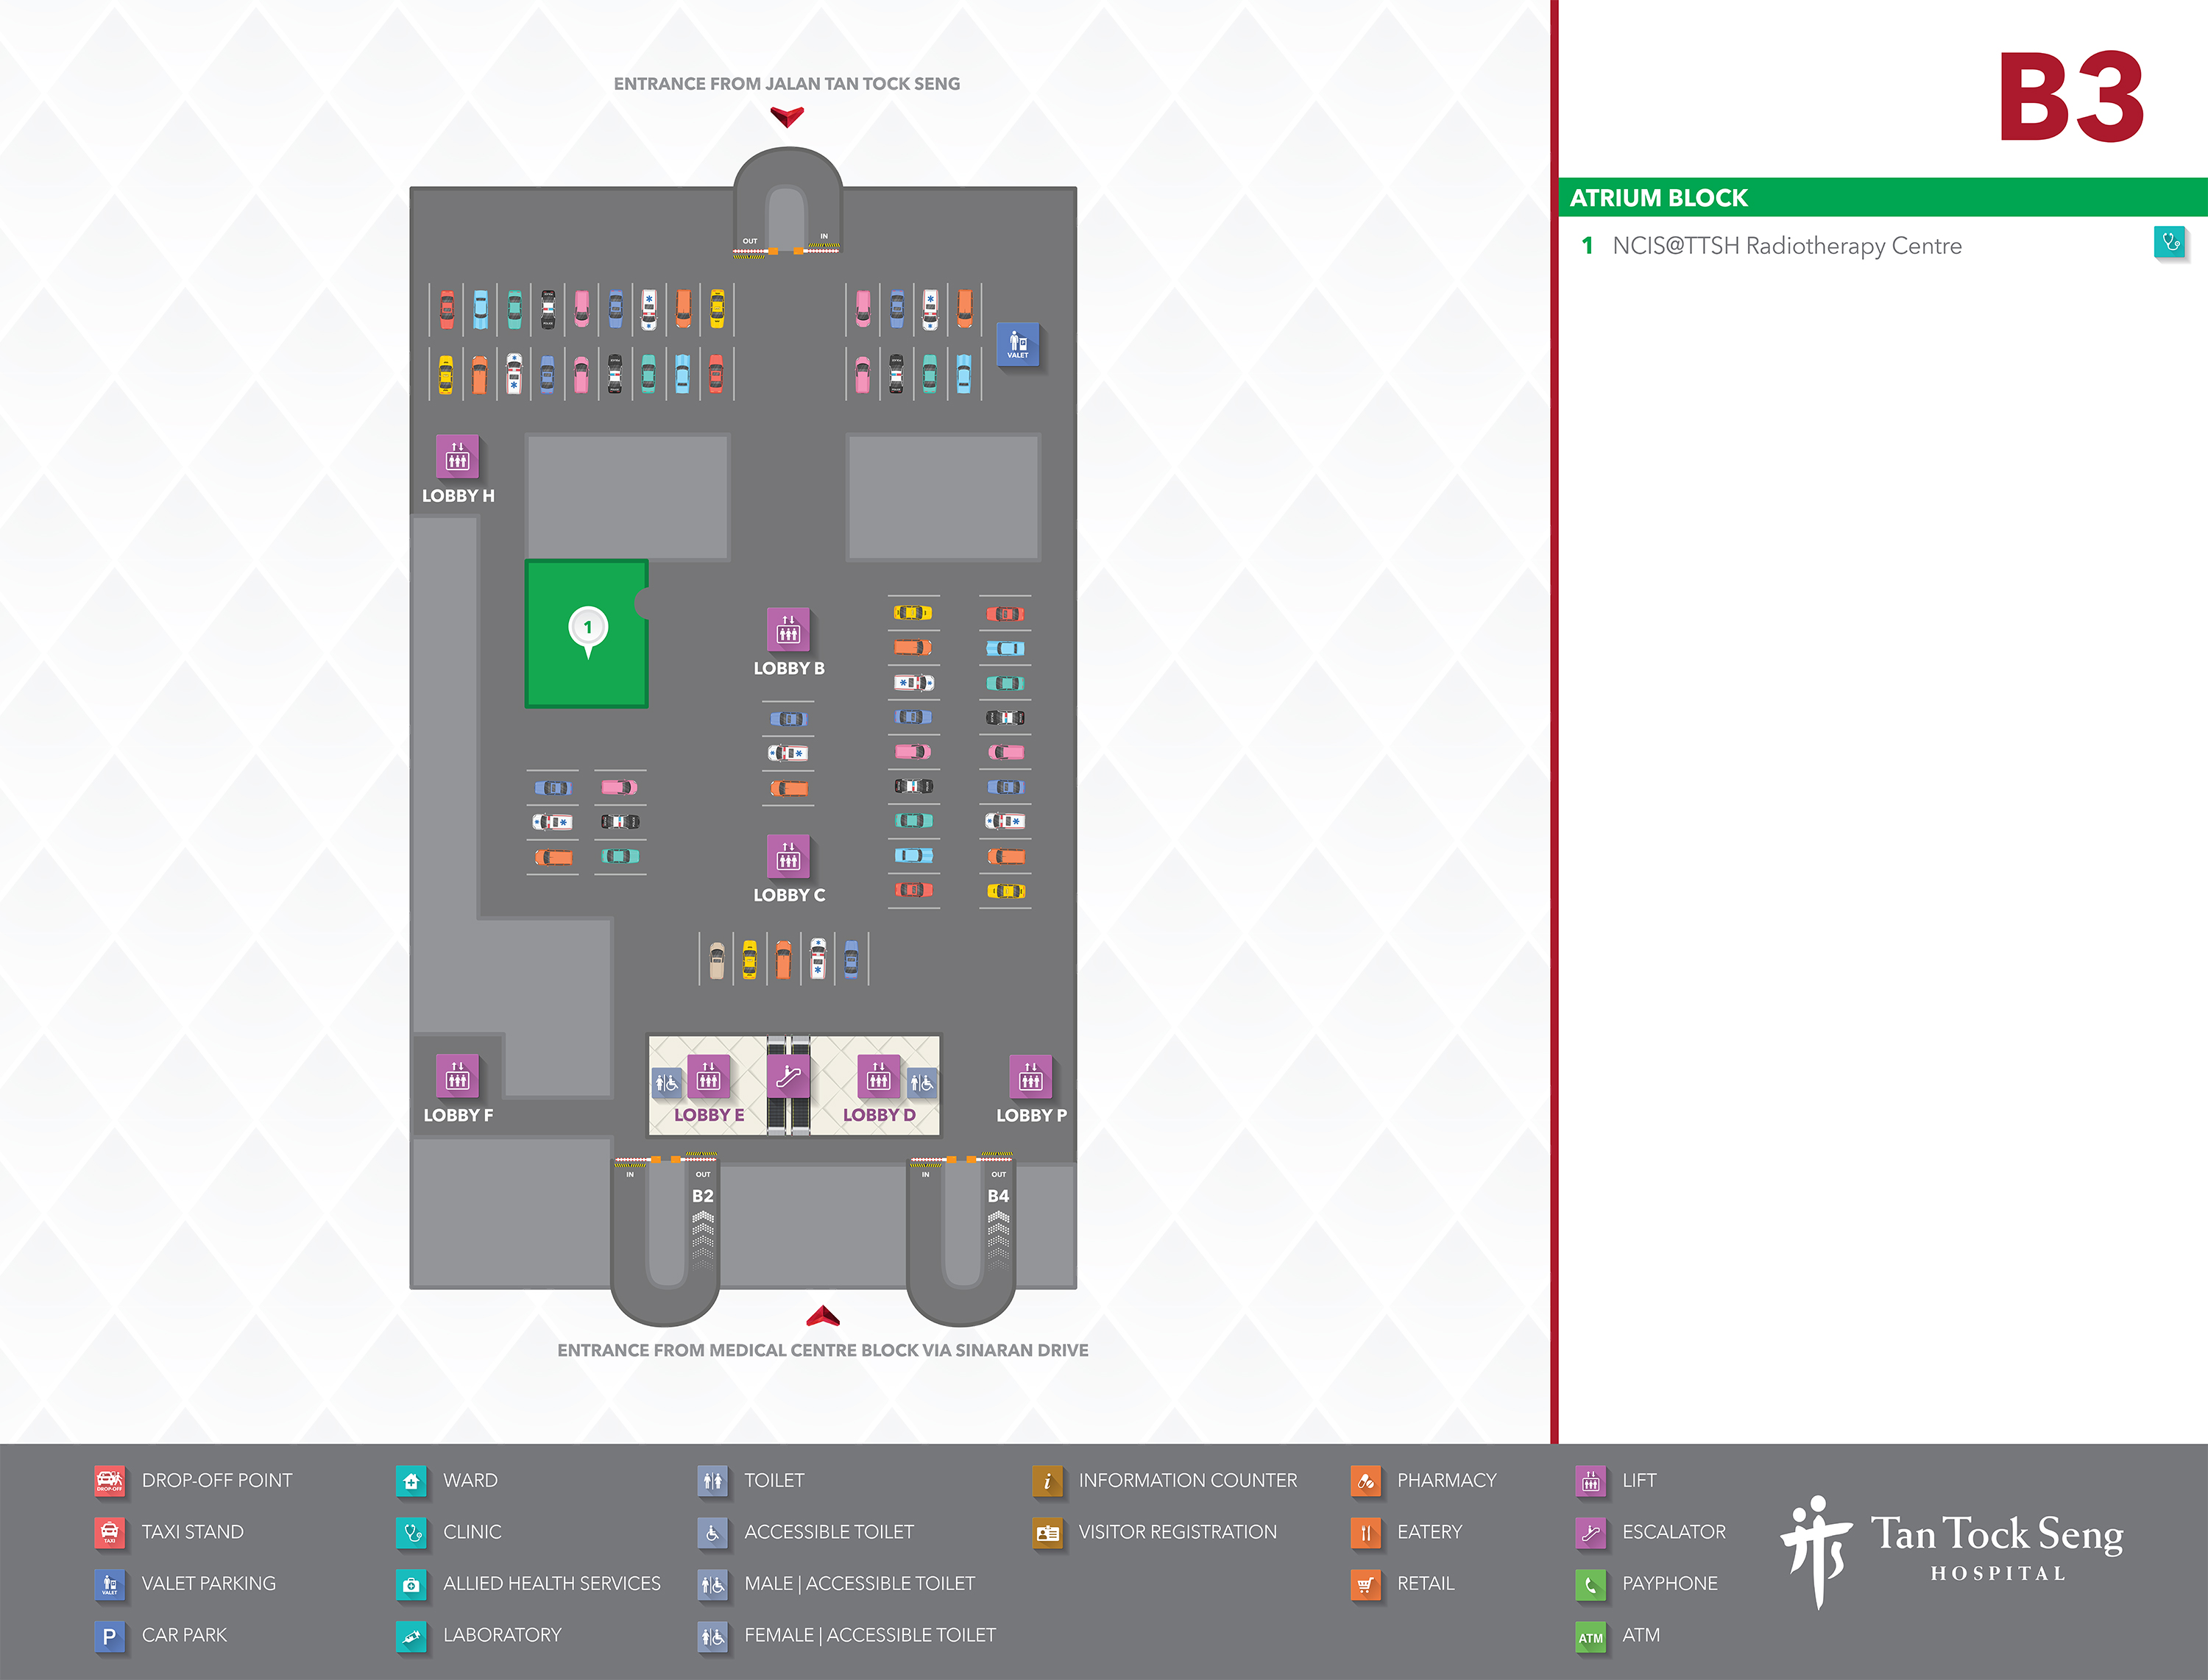 ENTRANCE FROM JALAN TAN TOCK SENG
OUT
IN
VALET
LOBBY H
1
LOBBY B
LOBBY C
LOBBY F
LOBBY E
LOBBY D
LOBBY P
IN
OUT
B2
IN
OUT
B4
ENTRANCE FROM MEDICAL CENTRE BLOCK VIA SINARAN DRIVE
B3
ATRIUM BLOCK
1 NCIS@TTSH Radiotherapy Centre
DROP-OFF
DROP-OFF POINT
TAXI
TAXI STAND
VALET
VALET PARKING
P
CAR PARK
WARD
CLINIC
ALLIED HEALTH SERVICES
LABORATORY
TOILET
ACCESSIBLE TOILET
MALE | ACCESSIBLE TOILET
FEMALE | ACCESSIBLE TOILET
i
INFORMATION COUNTER
VISITOR REGISTRATION
PHARMACY
EATERY
RETAIL
LIFT
ESCALATOR
PAYPHONE
ATM
ATM
Tan Tock Seng
HOSPITAL